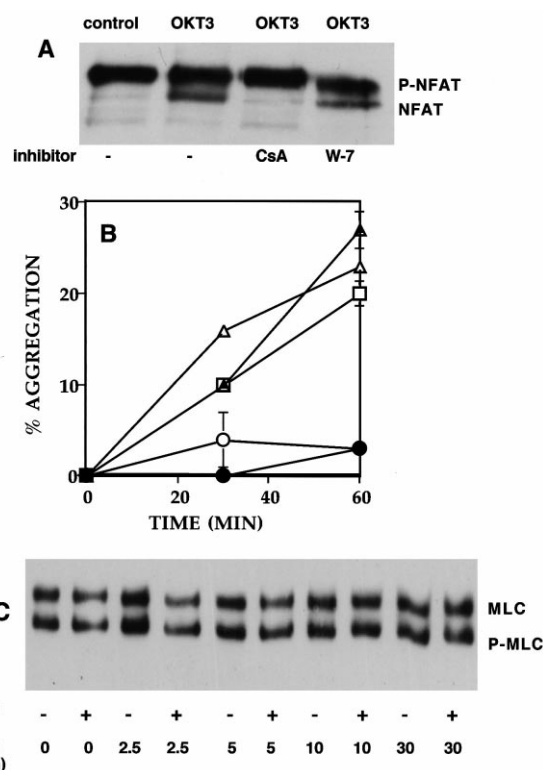 control OKT3 OKT3 OKT3
A
P-NFAT
NFAT
inhibitor - - CsA W-7
30
B
20
10
0
% AGGREGATION
0 20 40 60
TIME (MIN)
C
MLC
P-MLC
- + - + - + - + - +
0 0 2.5 2.5 5 5 10 10 30 30
)